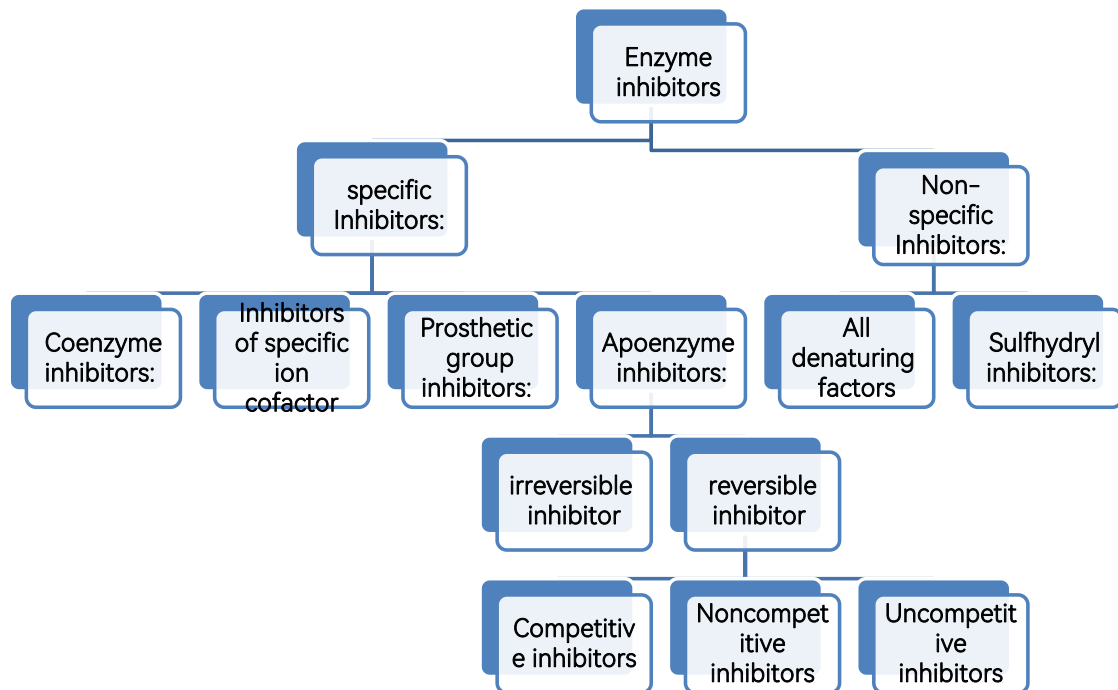 Enzyme
inhibitors
specific
Inhibitors:
Non-
specific
Inhibitors:
Coenzyme
inhibitors:
Inhibitors
of specific
ion
cofactor
Prosthetic
group
inhibitors:
Apoenzyme
inhibitors:
All
denaturing
factors
Sulfhydryl
inhibitors:
irreversible
inhibitor
reversible
inhibitor
Competitiv
e inhibitors
Noncompet
itive
inhibitors
Uncompetit
ive
inhibitors